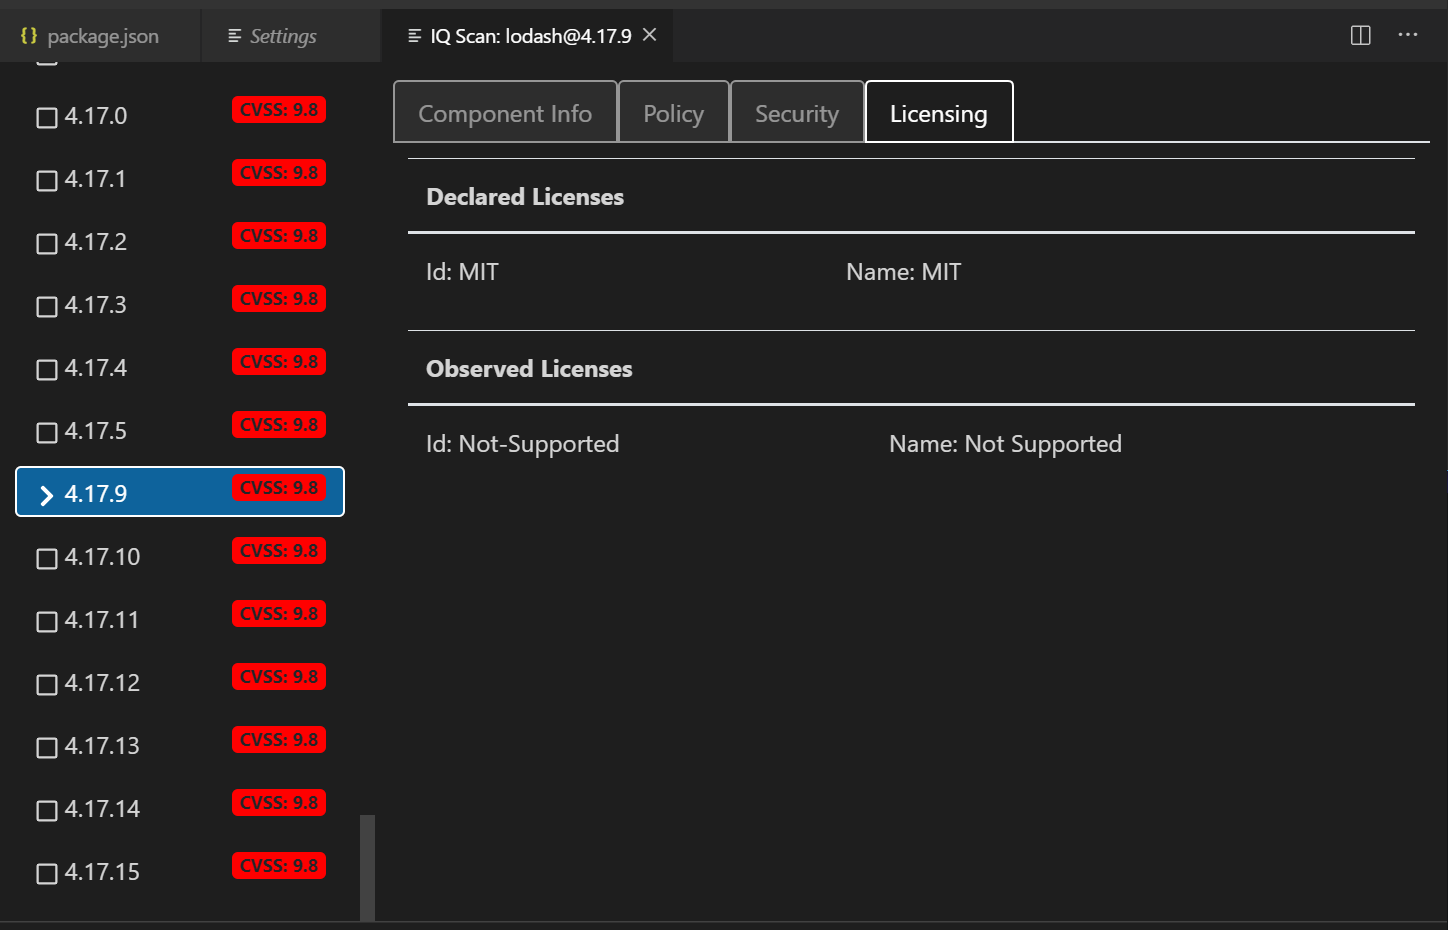 {} package.json
Settings
IQ Scan: lodash@4.17.9
4.17.0 CVSS: 9.8
4.17.1 CVSS: 9.8
4.17.2 CVSS: 9.8
4.17.3 CVSS: 9.8
4.17.4 CVSS: 9.8
4.17.5 CVSS: 9.8
4.17.9 CVSS: 9.8
4.17.10 CVSS: 9.8
4.17.11 CVSS: 9.8
4.17.12 CVSS: 9.8
4.17.13 CVSS: 9.8
4.17.14 CVSS: 9.8
4.17.15 CVSS: 9.8
Component Info
Policy
Security
Licensing
Declared Licenses
Id: MIT Name: MIT
Observed Licenses
Id: Not-Supported Name: Not Supported